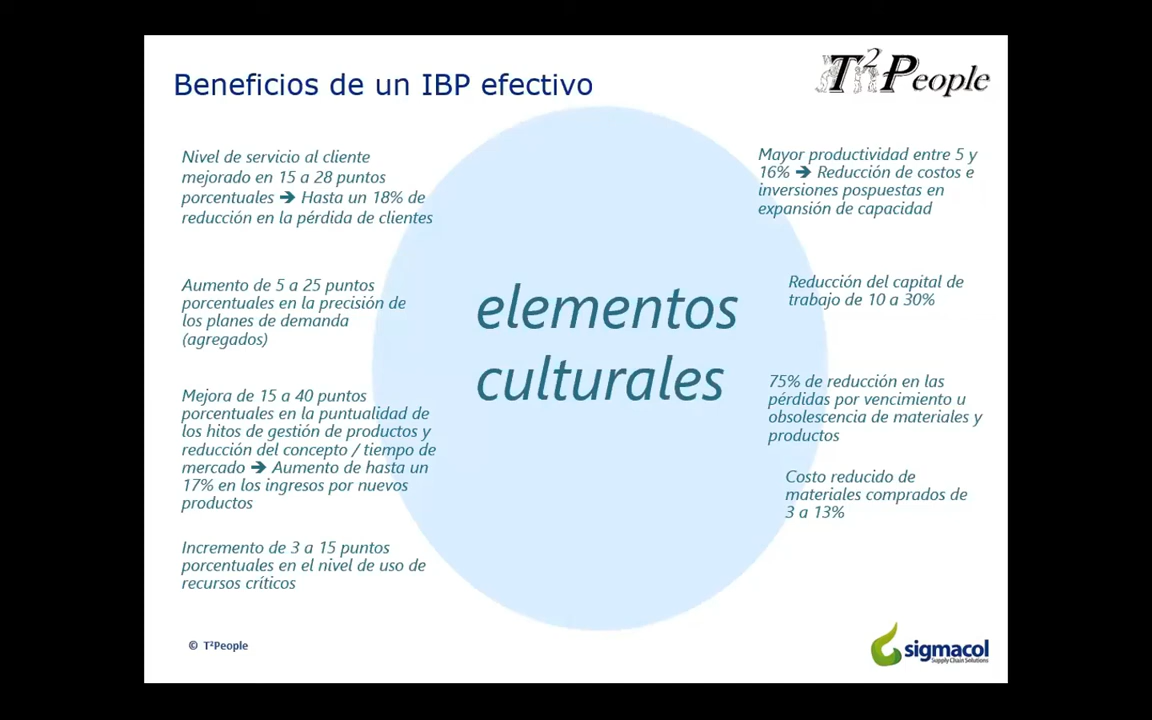 Beneficios de un IBP efectivo
T²People
Nivel de servicio al cliente
mejorado en 15 a 28 puntos
porcentuales ➔ Hasta un 18% de
reducción en la pérdida de clientes
Aumento de 5 a 25 puntos
porcentuales en la precisión de
los planes de demanda
(agregados)
Mejora de 15 a 40 puntos
porcentuales en la puntualidad de
los hitos de gestión de productos y
reducción del concepto / tiempo de
mercado ➔ Aumento de hasta un
17% en los ingresos por nuevos
productos
Incremento de 3 a 15 puntos
porcentuales en el nivel de uso de
recursos críticos
elementos
culturales
Mayor productividad entre 5 y
16% ➔ Reducción de costos e
inversiones pospuestas en
expansión de capacidad
Reducción del capital de
trabajo de 10 a 30%
75% de reducción en las
pérdidas por vencimiento u
obsolescencia de materiales y
productos
Costo reducido de
materiales comprados de
3 a 13%
© T²People
sigmacol
Supply Chain Solutions